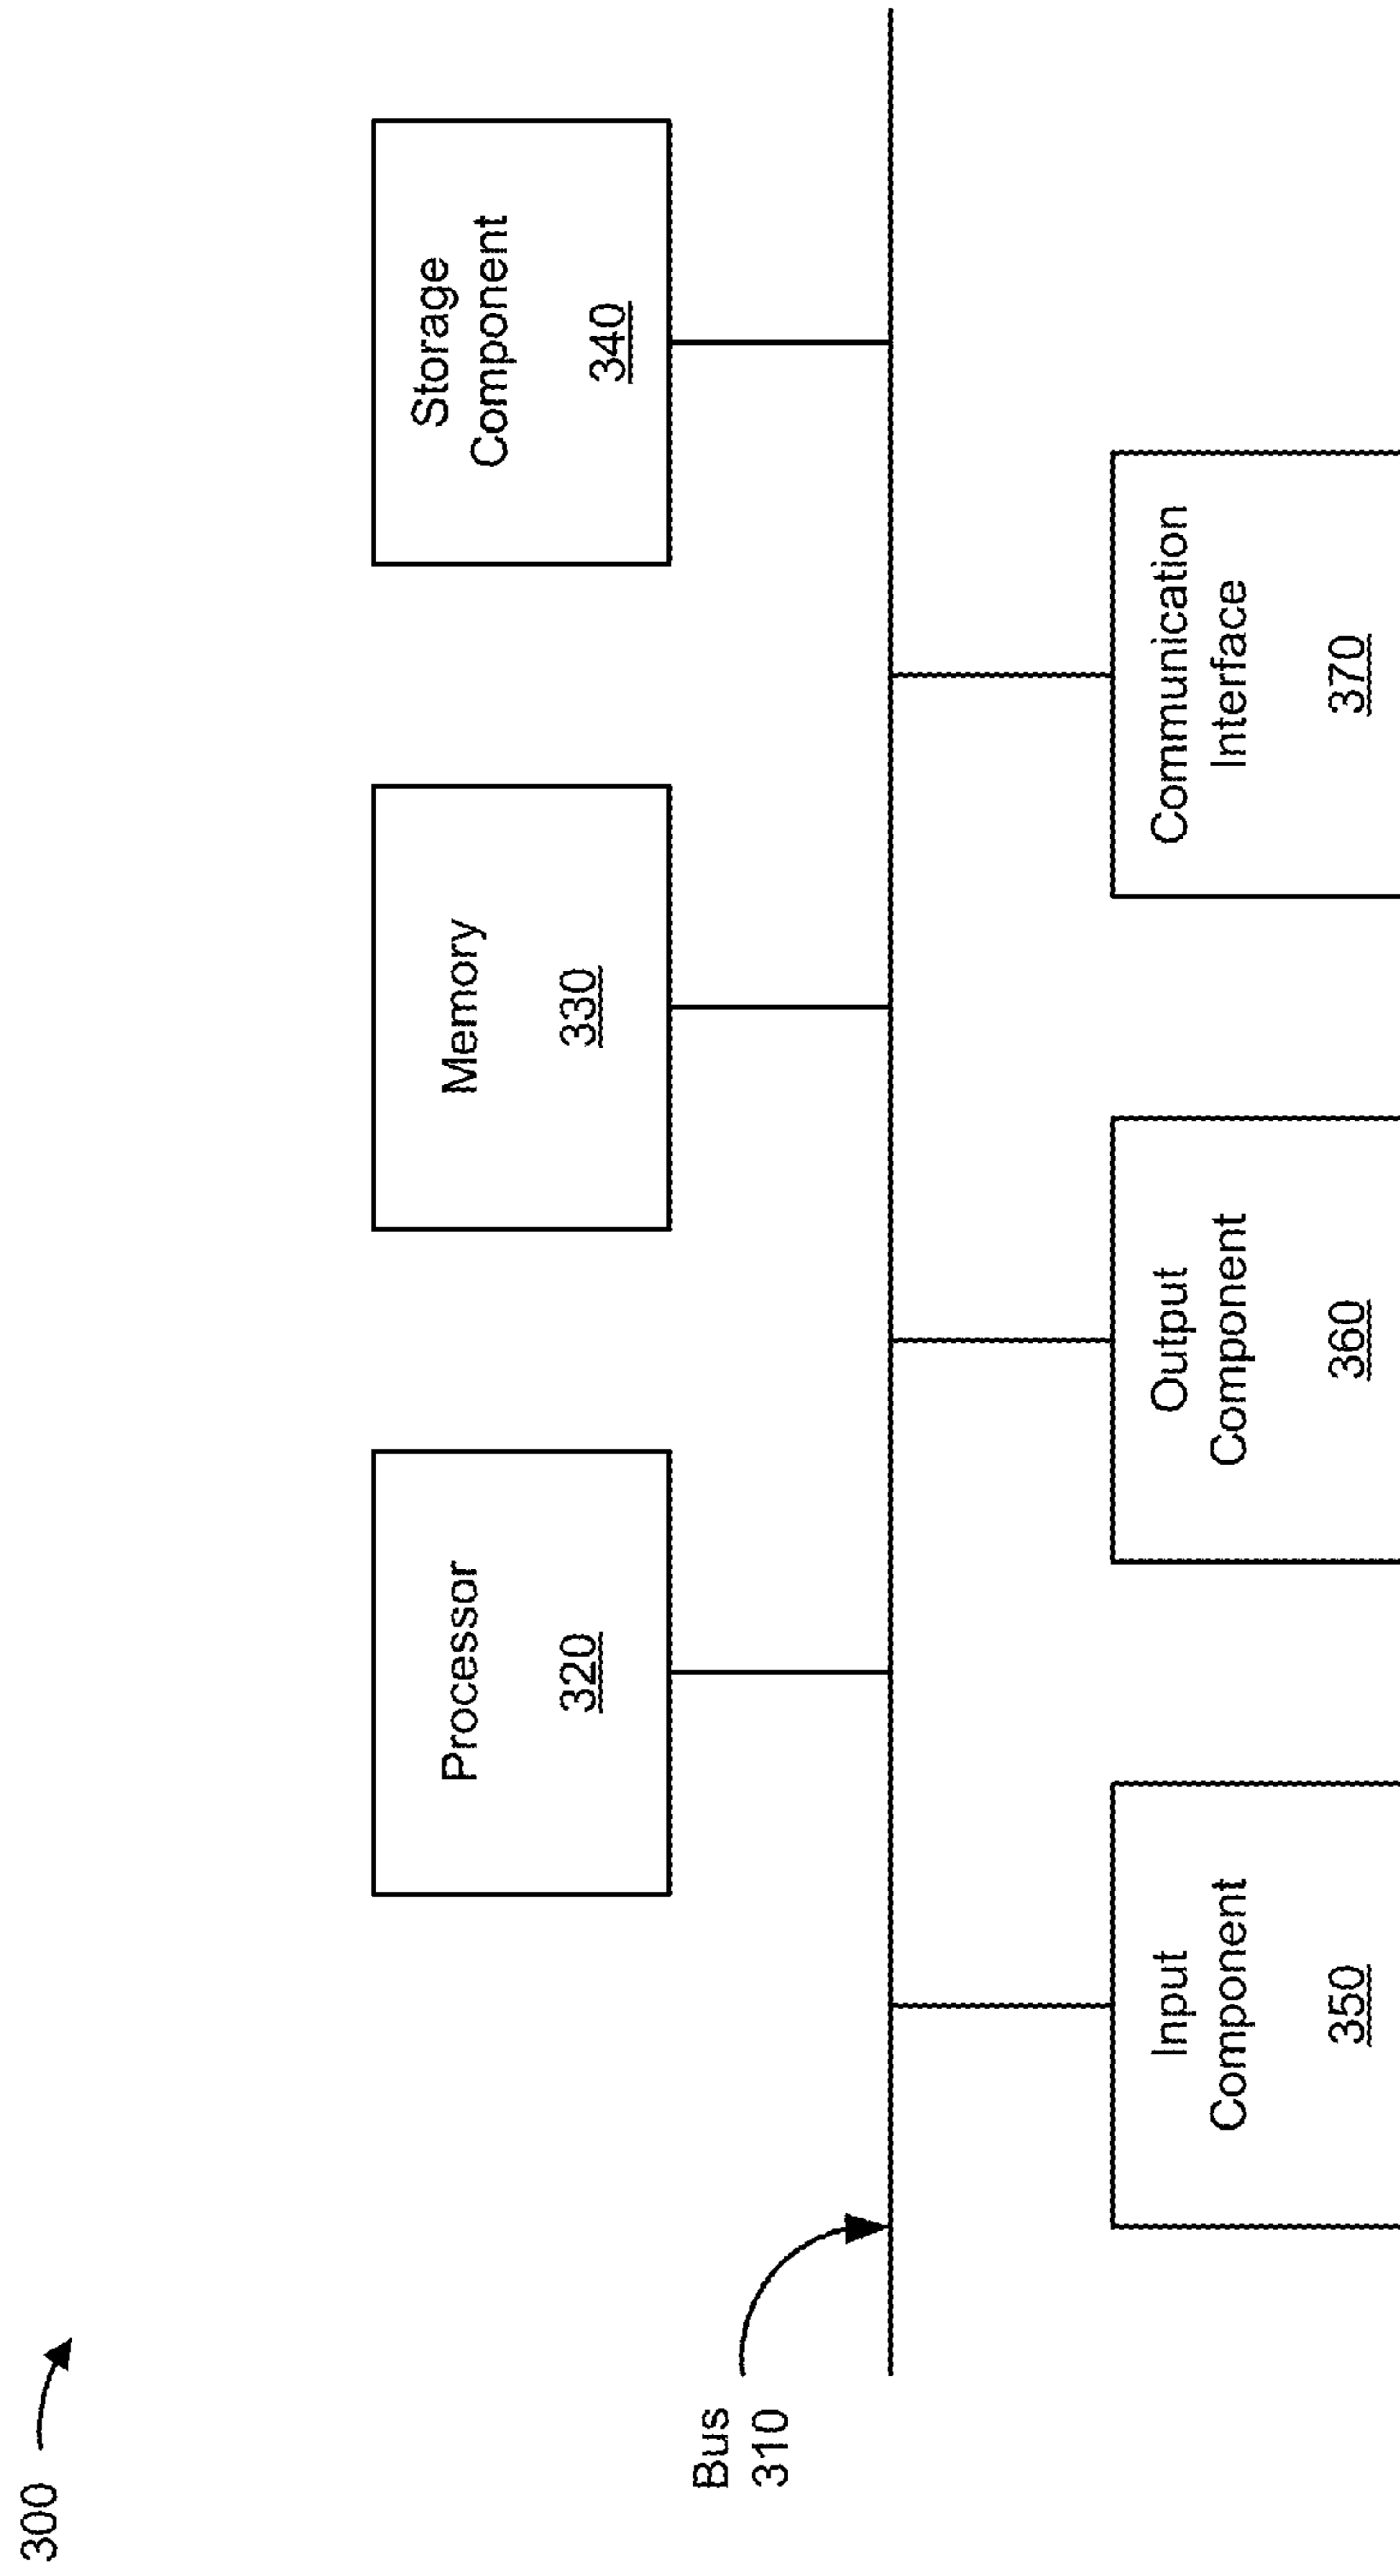 300
Processor
320
Memory
330
Storage
Component
340
Bus
310
Input
Component
350
Output
Component
360
Communication
Interface
370